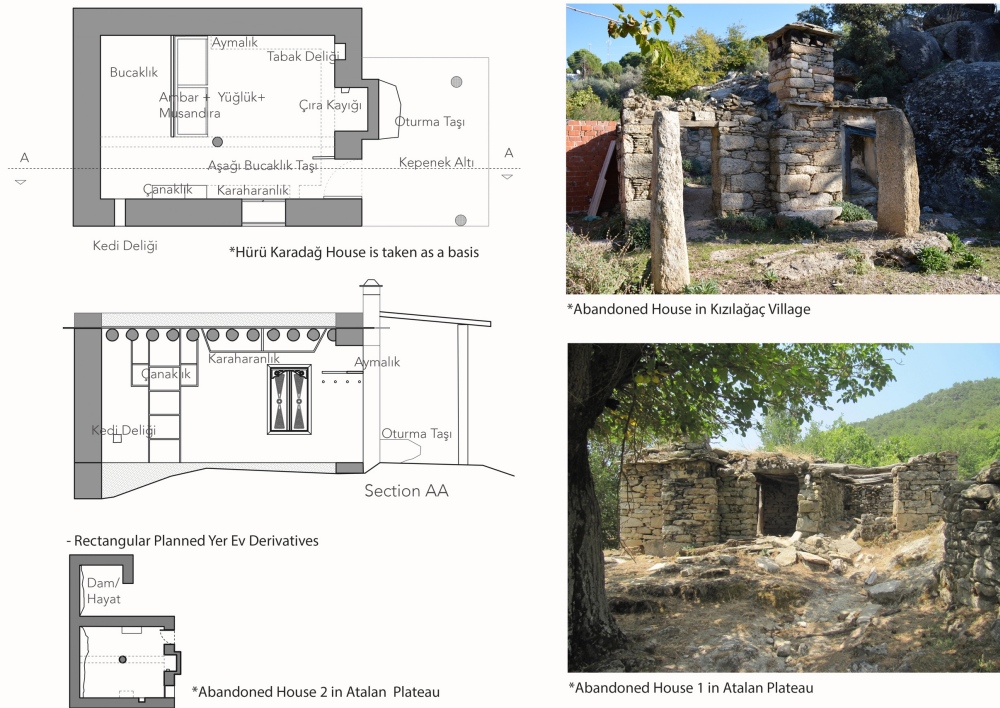 Aymalık
Tabak Deliği
Bucaklık
Ambar + Yüğlük+
Musandira
Çıra Kayığı
Oturma Taşı
A
Aşağı Bucaklık Taşı
Kepenek Altı
A
Çanaklık
Karaharanlık
Kedi Deliği
*Hürü Karadağ House is taken as a basis
*Abandoned House in Kızılağaç Village
Karaharanlık
Çanaklık
Aymalık
Kedi Deliği
Oturma Taşı
Section AA
- Rectangular Planned Yer Ev Derivatives
Dam/
Hayat
*Abandoned House 2 in Atalan Plateau
*Abandoned House 1 in Atalan Plateau